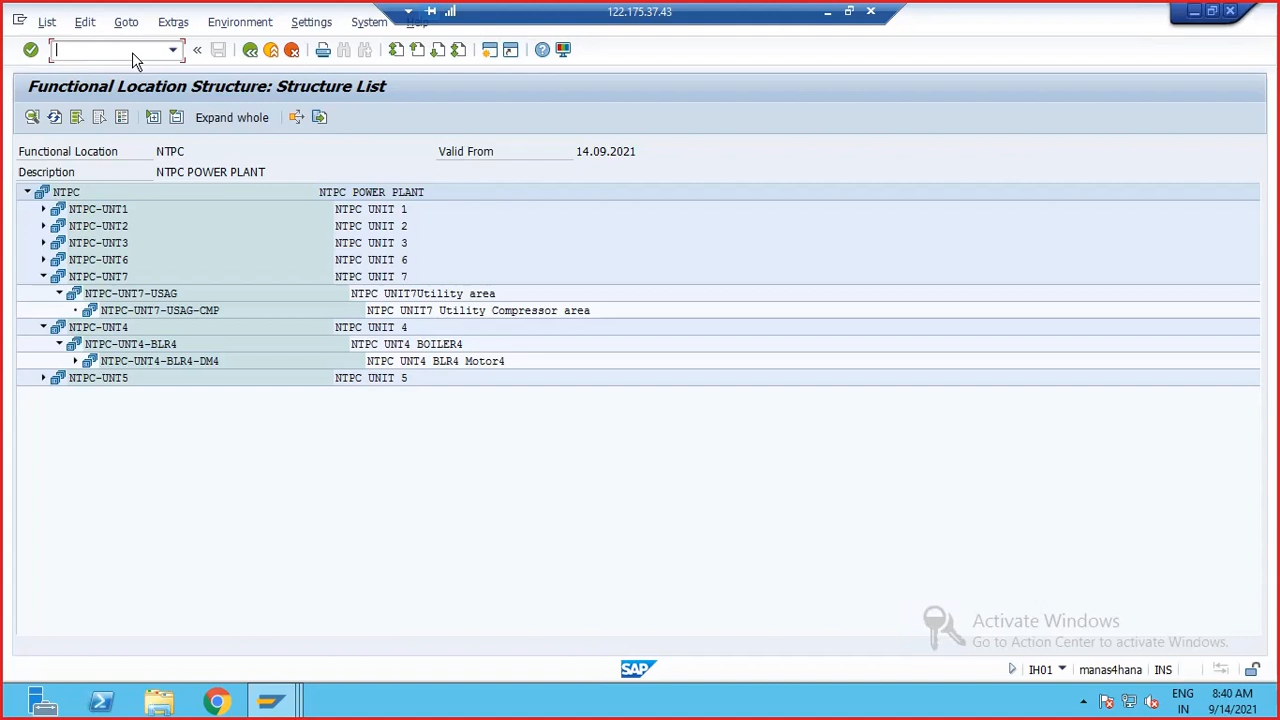 122.175.37.43
List Edit Goto Extras Environment Settings System Help
Functional Location Structure: Structure List
Expand whole
Functional Location NTPC Valid From 14.09.2021
Description NTPC POWER PLANT
NTPC NTPC POWER PLANT
NTPC-UNT1 NTPC UNIT 1
NTPC-UNT2 NTPC UNIT 2
NTPC-UNT3 NTPC UNIT 3
NTPC-UNT6 NTPC UNIT 6
NTPC-UNT7 NTPC UNIT 7
NTPC-UNT7-USAG NTPC UNIT7Utility area
NTPC-UNT7-USAG-CMP NTPC UNIT7 Utility Compressor area
NTPC-UNT4 NTPC UNIT 4
NTPC-UNT4-BLR4 NTPC UNT4 BOILER4
NTPC-UNT4-BLR4-DM4 NTPC UNT4 BLR4 Motor4
NTPC-UNT5 NTPC UNIT 5
Activate Windows
Go to Action Center to activate Windows.
SAP IH01 manas4hana INS
ENG 8:40 AM
IN 9/14/2021